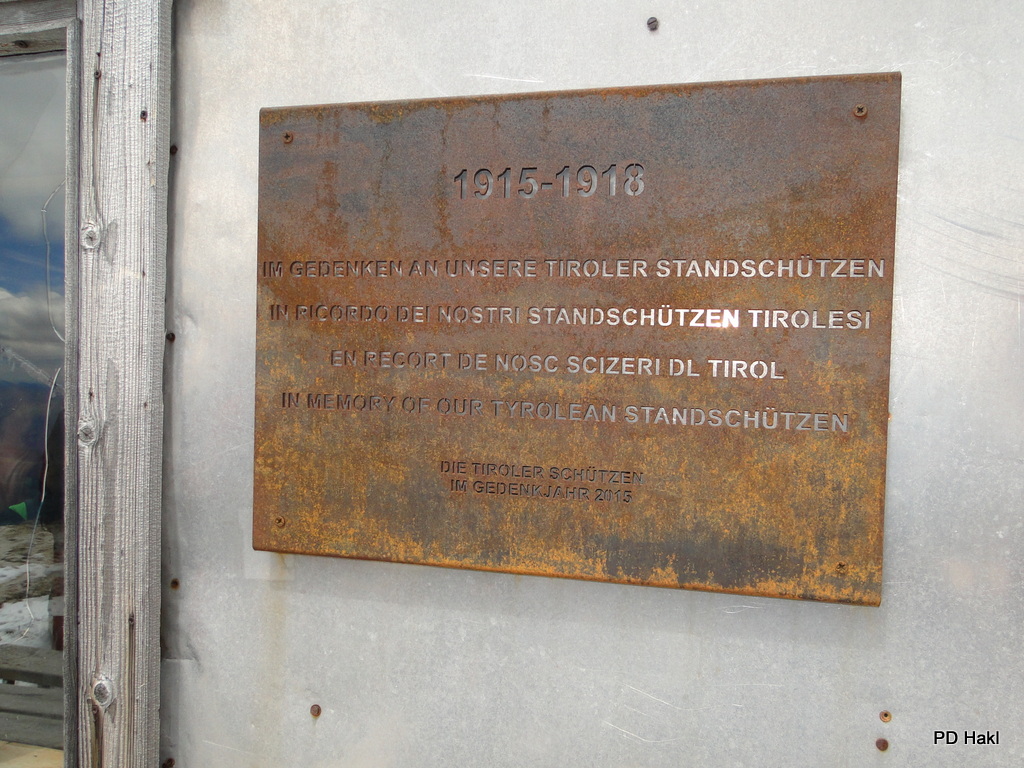 1915-1918
IM GEDENKEN AN UNSERE TIROLER STANDSCHÜTZEN
IN RICORDO DEI NOSTRI STANDSCHÜTZEN TIROLESI
EN RECORT DE NOSC SCIZERI DL TIROL
IN MEMORY OF OUR TYROLEAN STANDSCHÜTZEN
DIE TIROLER SCHÜTZEN
IM GEDENKJAHR 2015
PD Hakl